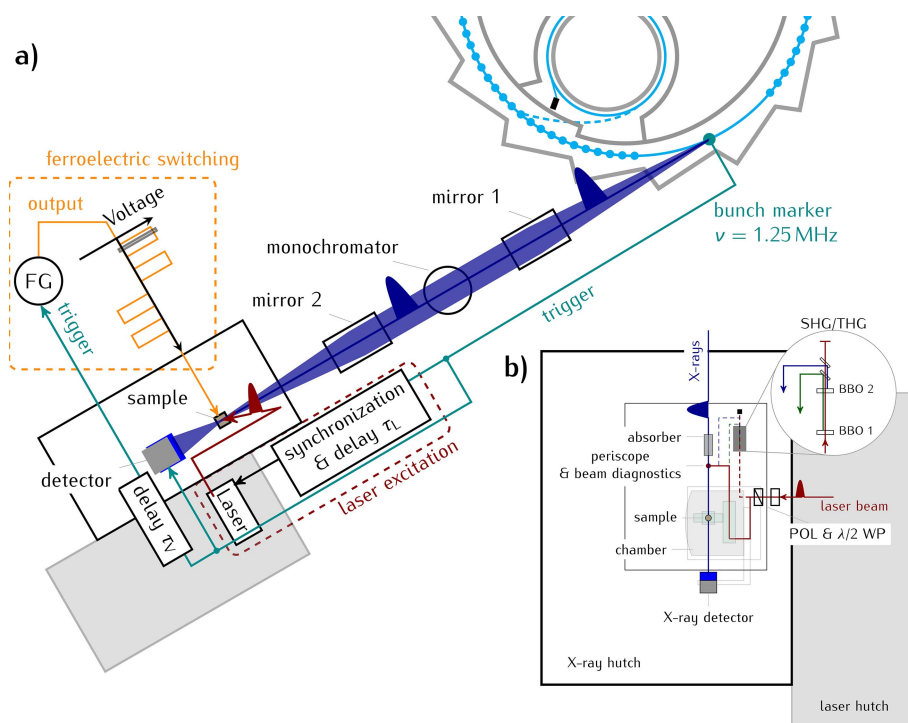 a)
ferroelectric switching
output
Voltage
FG
trigger
mirror 1
monochromator
mirror 2
bunch marker
ν = 1.25 MHz
trigger
sample
detector
synchronization
& delay τL
Laser
laser excitation
delay τV
b)
X-rays
SHG/THG
BBO 2
BBO 1
absorber
periscope
& beam diagnostics
laser beam
sample
POL & λ/2 WP
chamber
X-ray detector
X-ray hutch
laser hutch